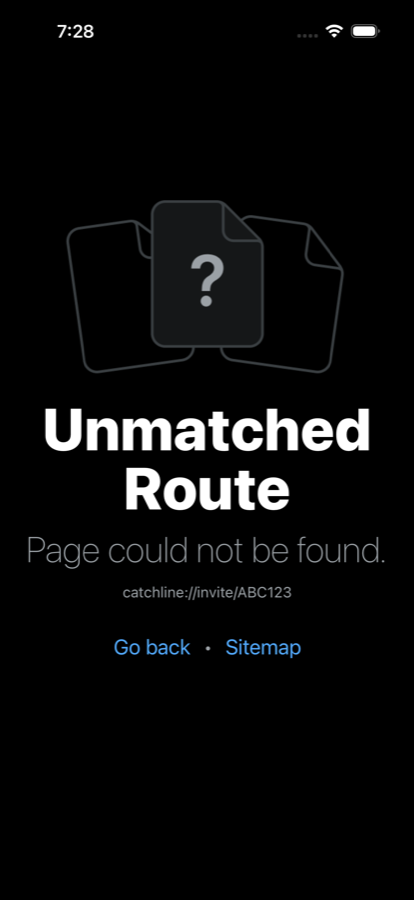 7:28
?
Unmatched
Route
Page could not be found.
catchline://invite/ABC123
Go back • Sitemap